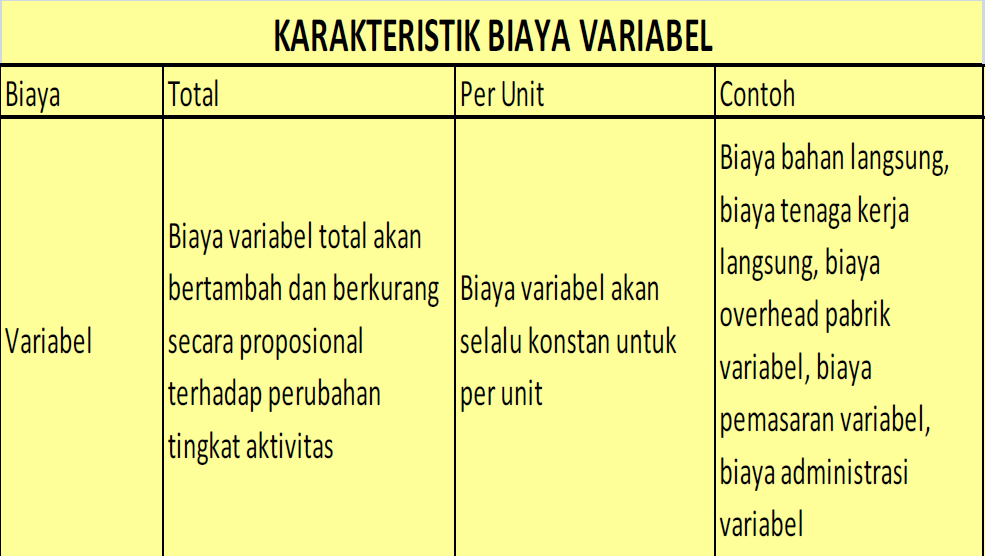 KARAKTERISTIK BIAYA VARIABEL
Biaya
Total
Per Unit
Contoh
Variabel
Biaya variabel total akan
bertambah dan berkurang
secara proposional
terhadap perubahan
tingkat aktivitas
Biaya variabel akan
selalu konstan untuk
per unit
Biaya bahan langsung,
biaya tenaga kerja
langsung, biaya
overhead pabrik
variabel, biaya
pemasaran variabel,
biaya administrasi
variabel